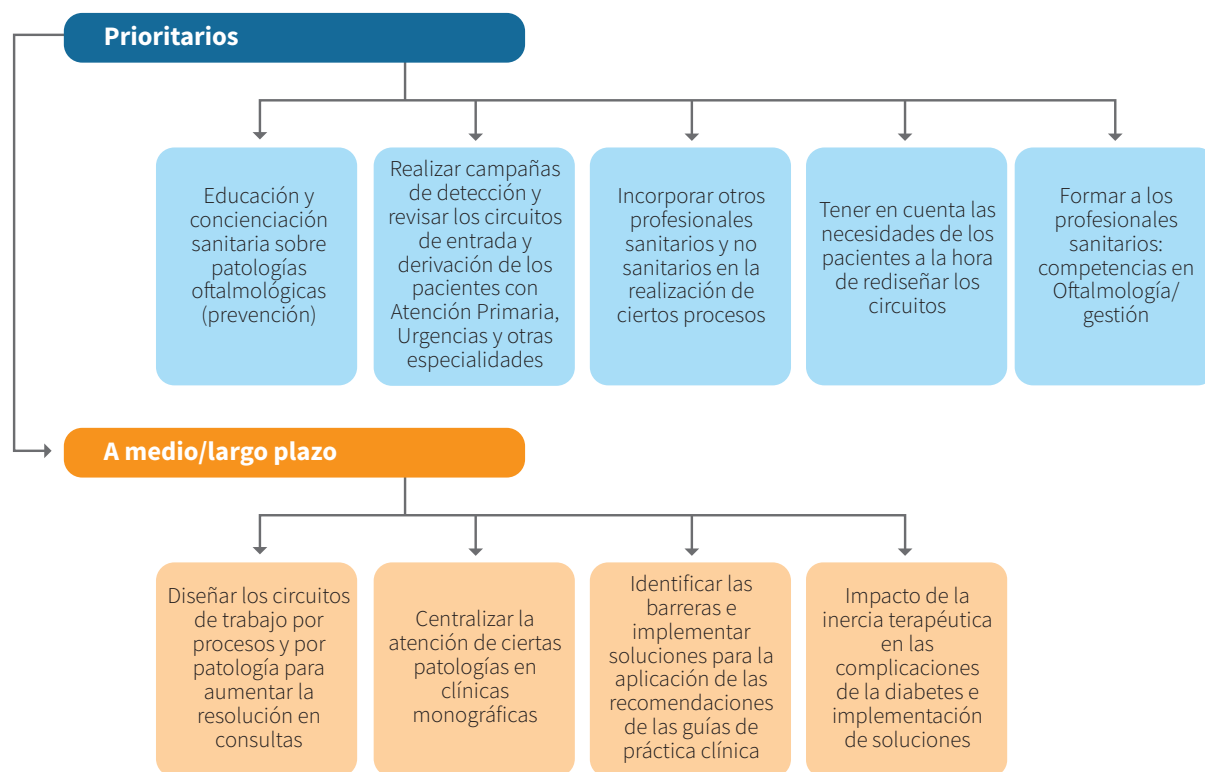 Prioritarios
Educación y
concienciación
sanitaria sobre
patologías
oftalmológicas
(prevención)
Realizar campañas
de detección y
revisar los circuitos
de entrada y
derivación de los
pacientes con
Atención Primaria,
Urgencias y otras
especialidades
Incorporar otros
profesionales
sanitarios y no
sanitarios en la
realización de
ciertos procesos
Tener en cuenta las
necesidades de los
pacientes a la hora
de rediseñar los
circuitos
Formar a los
profesionales
sanitarios:
competencias en
Oftalmología/
gestión
A medio/largo plazo
Diseñar los circuitos
de trabajo por
procesos y por
patología para
aumentar la
resolución en
consultas
Centralizar la
atención de ciertas
patologías en
clínicas
monográficas
Identificar las
barreras e
implementar
soluciones para la
aplicación de las
recomendaciones
de las guías de
práctica clínica
Impacto de la
inercia terapéutica
en las
complicaciones
de la diabetes e
implementación
de soluciones